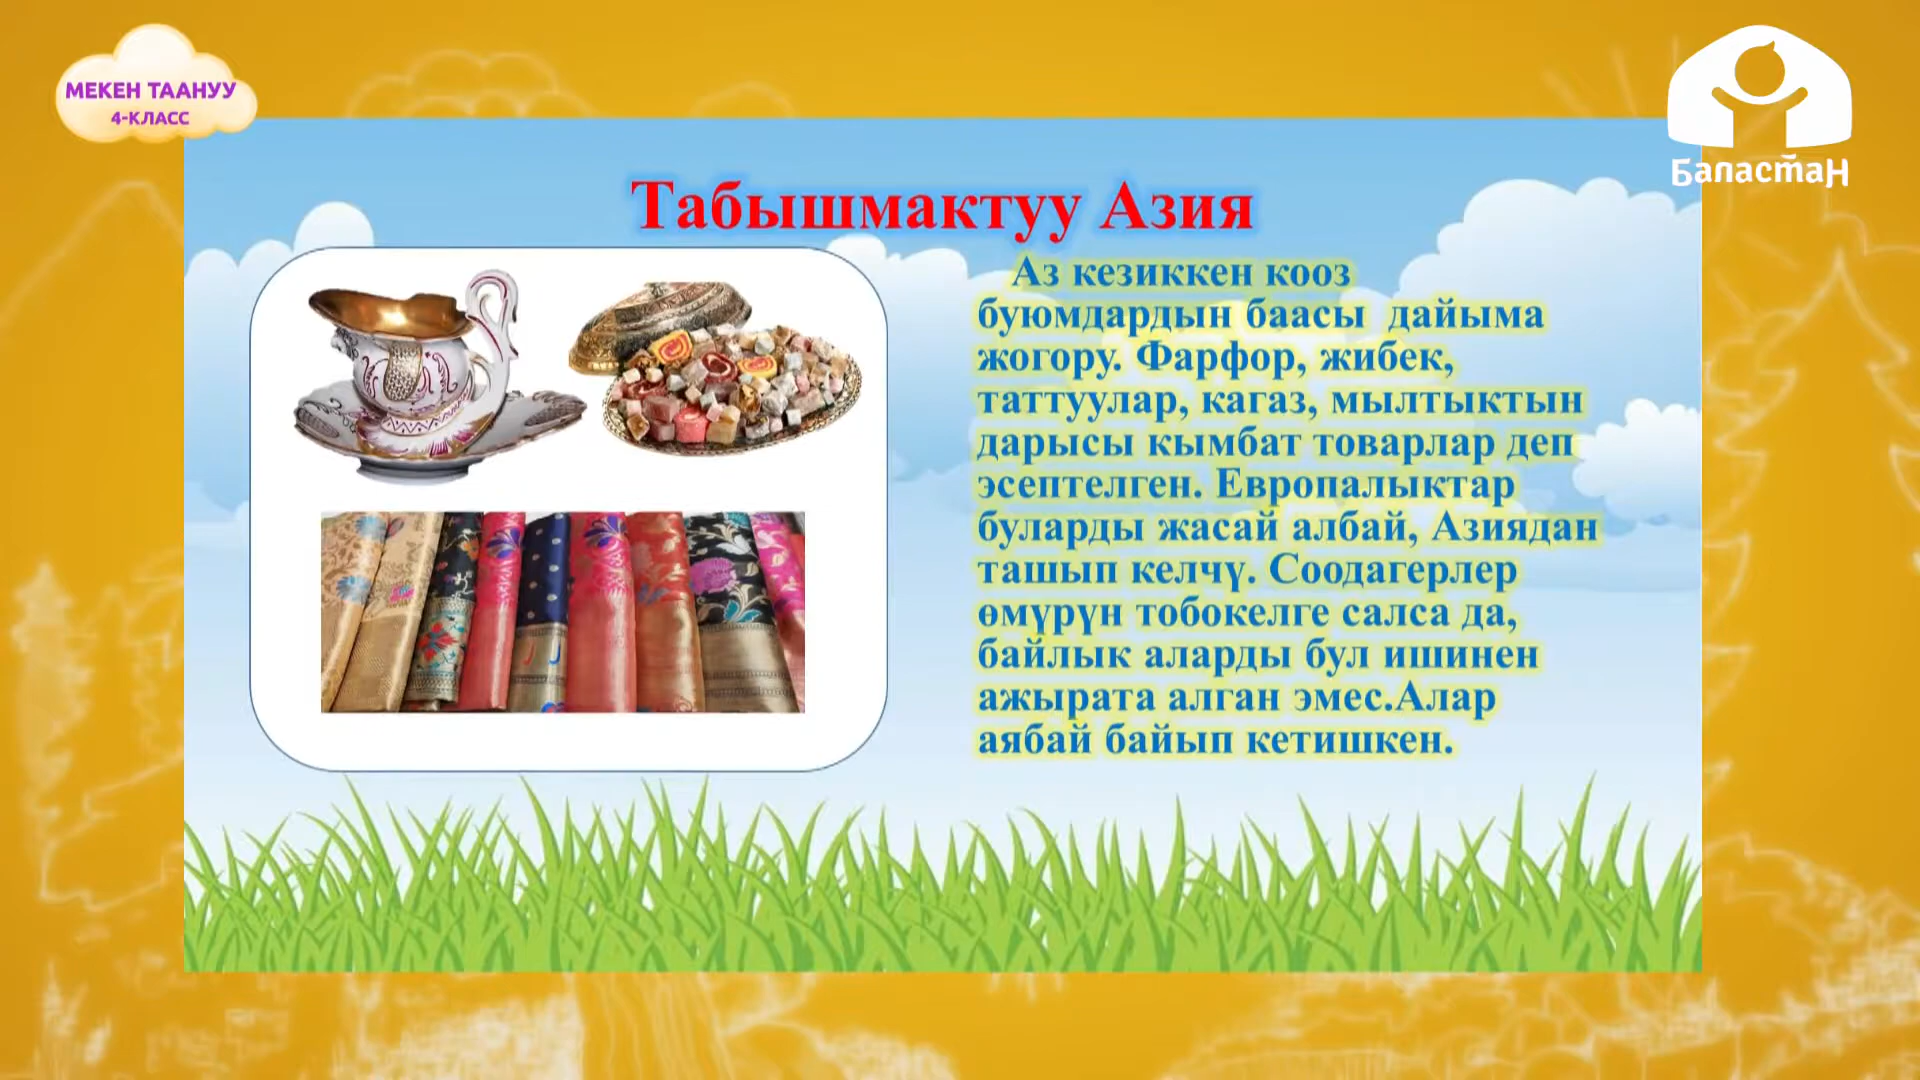 МЕКЕН ТААНУУ
4-КЛАСС
Баластан
Табышмактуу Азия
Аз кезиккен кооз
буюмдардын баасы дайыма
жогору. Фарфор, жибек,
таттуулар, кагаз, мылтыктын
дарысы кымбат товарлар деп
эсептелген. Европалыктар
буларды жасай албай, Азиядан
ташып келчү. Соодагерлер
өмүрүн тобокелге салса да,
байлык аларды бул ишинен
ажырата алган эмес.Алар
аябай байып кетишкен.